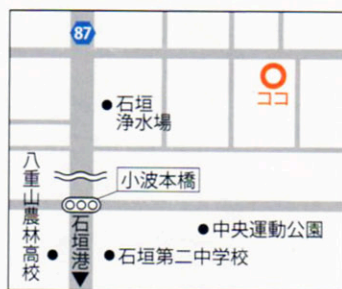 87
ココ
石垣
浄水場
小波本橋
八重山農林高校
石垣港
中央運動公園
石垣第二中学校